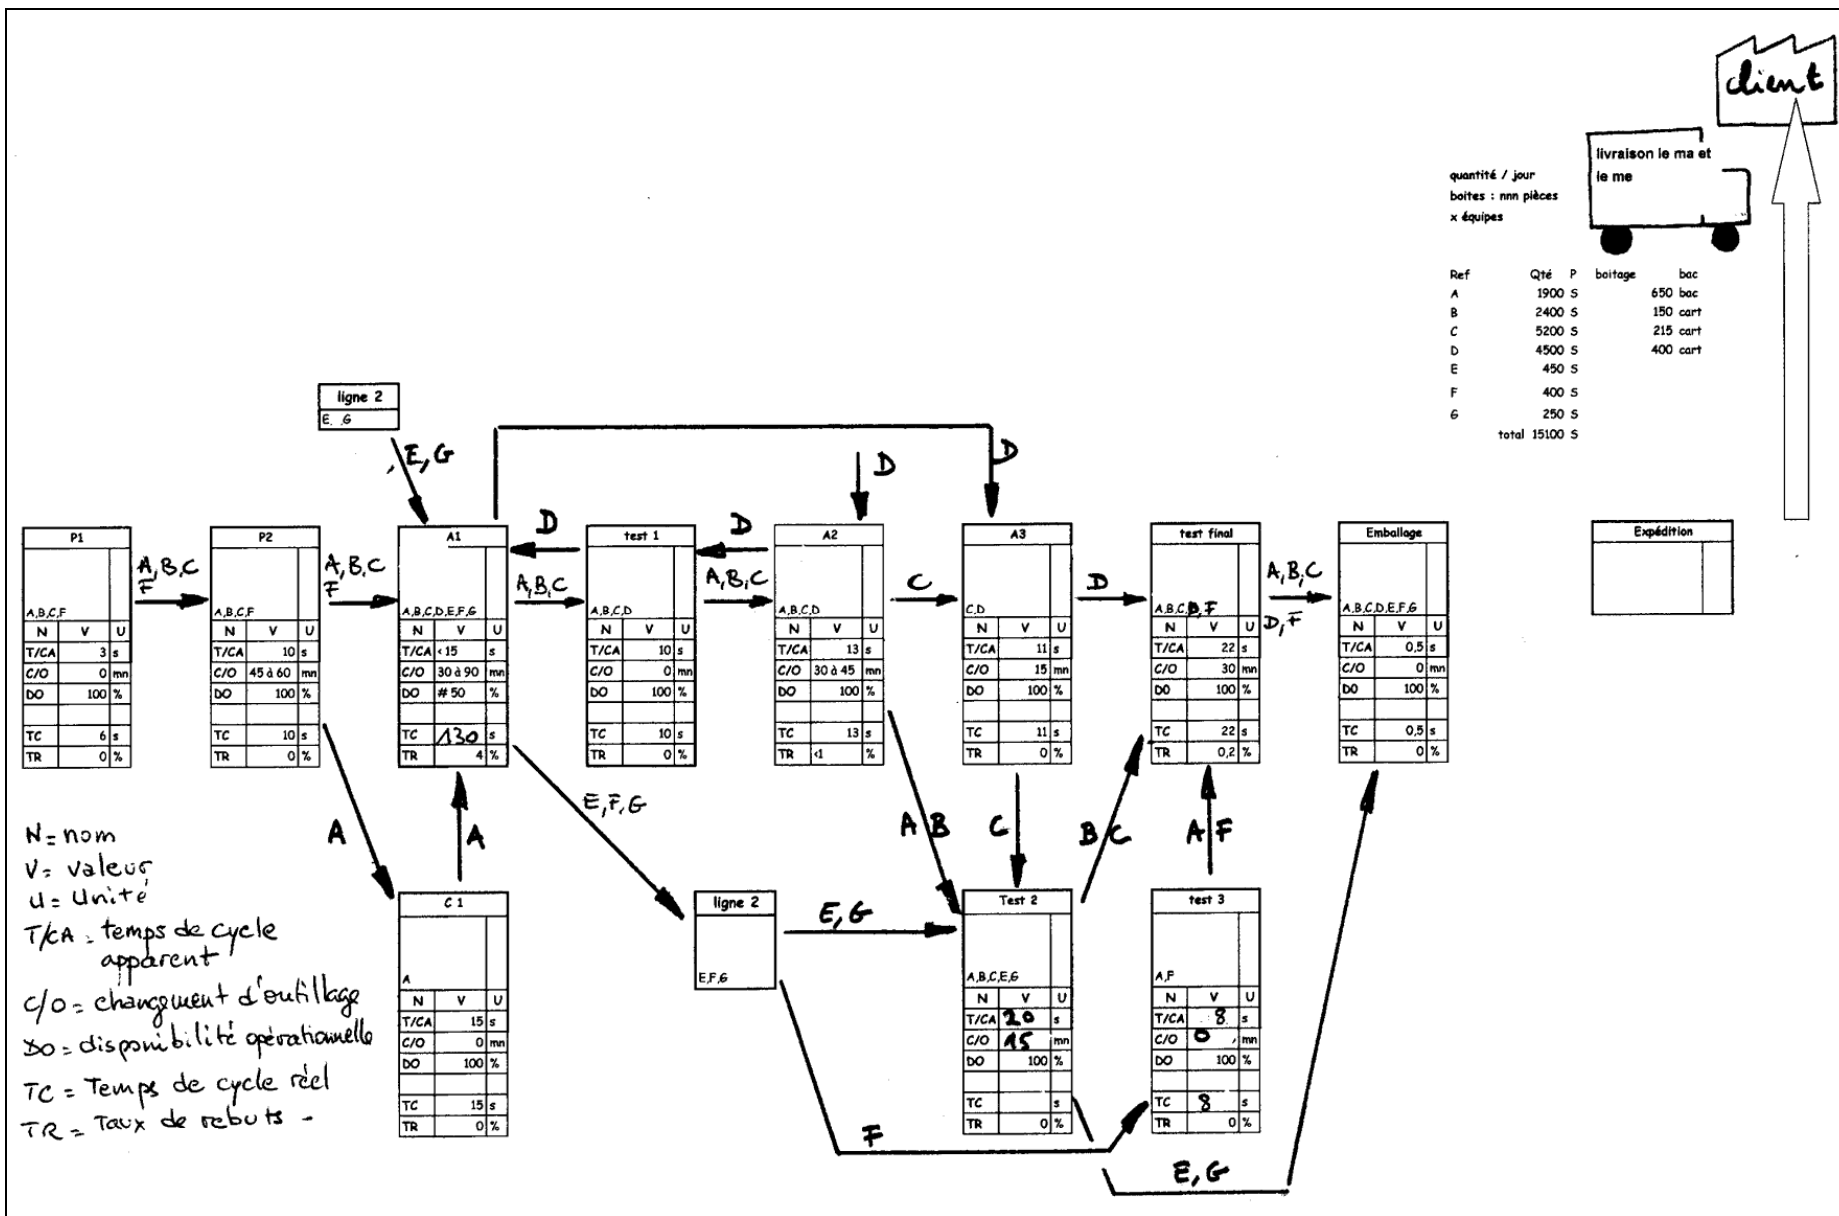 client
livraison le ma et
le me
quantité / jour
boites : nnn pièces
x équipes
Ref Qté P boitage bac
A 1900 S 650 bac
B 2400 S 150 cart
C 5200 S 215 cart
D 4500 S 400 cart
E 450 S
F 400 S
G 250 S
total 15100 S
ligne 2
E, ,G
, E,G
D
D
P1
A,B,C,F
N V U
T/CA 3 s
C/O 0 mn
DO 100 %
TC 6 s
TR 0 %
A,B,C
F
P2
A,B,C,F
N V U
T/CA 10 s
C/O 45 à 60 mn
DO 100 %
TC 10 s
TR 0 %
A,B,C
F
A1
A,B,C,D,E,F,G
N V U
T/CA <15 s
C/O 30 à 90 mn
DO # 50 %
TC 130 s
TR 4 %
D
A,B,C
test 1
A,B,C,D
N V U
T/CA 10 s
C/O 0 mn
DO 100 %
TC 10 s
TR 0 %
D
A,B,C
A2
A,B,C,D
N V U
T/CA 13 s
C/O 30 à 45 mn
DO 100 %
TC 13 s
TR <1 %
C
A3
C,D
N V U
T/CA 11 s
C/O 15 mn
DO 100 %
TC 11 s
TR 0 %
D
test final
A,B,C,D,F
N V U
T/CA 22 s
C/O 30 mn
DO 100 %
TC 22 s
TR 0,2 %
A,B,C
D,F
Emballage
A,B,C,D,E,F,G
N V U
T/CA 0,5 s
C/O 0 mn
DO 100 %
TC 0,5 s
TR 0 %
Expédition
A
A
E,F,G
A B
C
B C
A F
N = nom
V = valeur
U = Unité
T/CA = temps de cycle
apparent
C/O = changement d'outillage
DO = disponibilité opérationnelle
TC = Temps de cycle réel
TR = Taux de rebuts -
C 1
A
N V U
T/CA 15 s
C/O 0 mn
DO 100 %
TC 15 s
TR 0 %
ligne 2
E,F,G
E,G
Test 2
A,B,C,E,G
N V U
T/CA 20 s
C/O 15 mn
DO 100 %
TC s
TR 0 %
test 3
A,F
N V U
T/CA 8 s
C/O 0 mn
DO 100 %
TC 8 s
TR 0 %
F
E,G